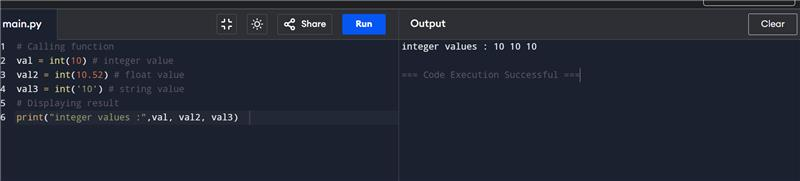 main.py
Share
Run
Output
Clear
1 # Calling function
2 val = int(10) # integer value
3 val2 = int(10.52) # float value
4 val3 = int('10') # string value
5 # Displaying result
6 print("integer values :",val, val2, val3)
integer values : 10 10 10
=== Code Execution Successful ===